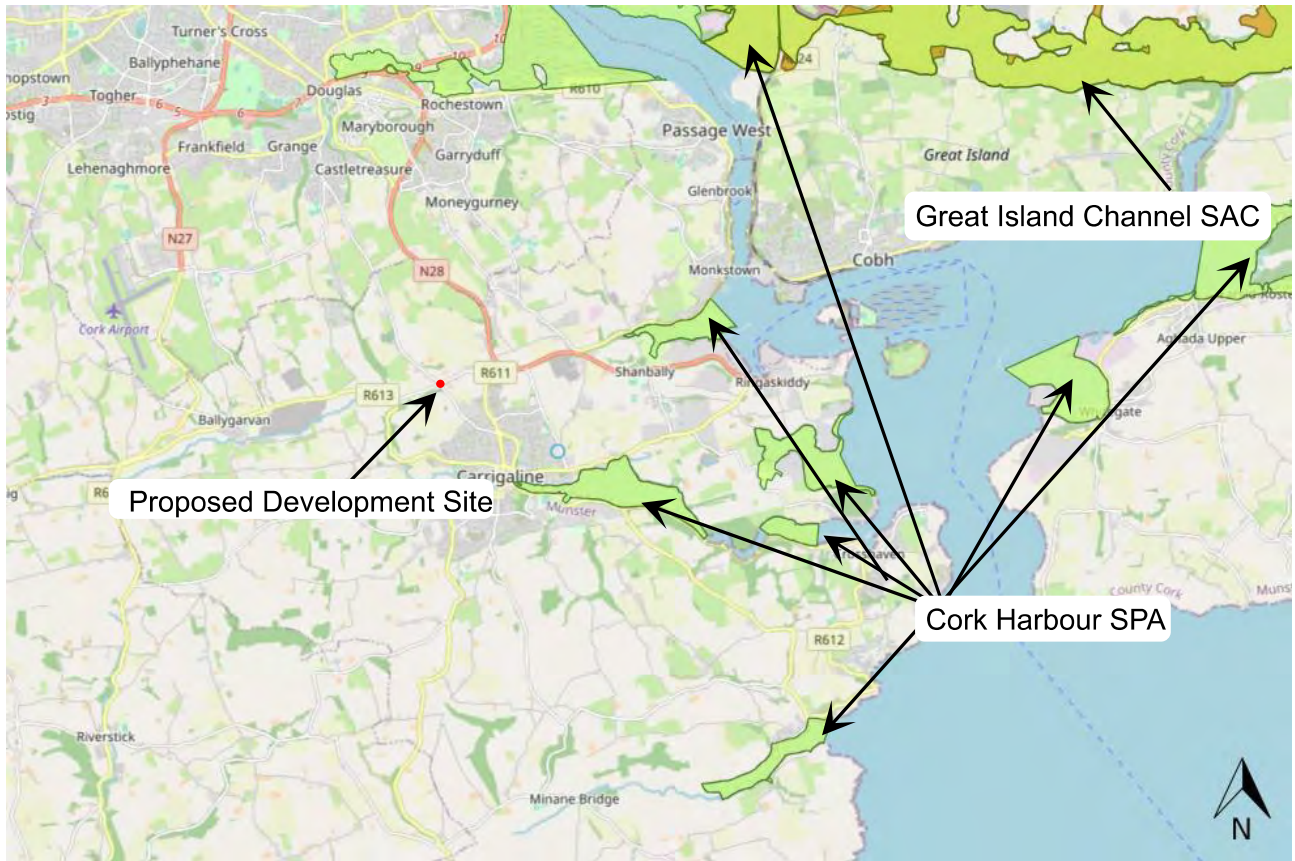 Turner's Cross
Ballyphehane
Togher
Douglas
Rochestown
Maryborough
Frankfield
Grange
Garryduff
Lehenaghmore
Castletreasure
Moneygurney
R610
Passage West
Great Island
Glenbrook
Great Island Channel SAC
N27
N28
Monkstown
Cobh
Cork Airport
Aghada Upper
R611
Shanbally
Ringaskiddy
R613
Ballygarvan
Carrigaline
Proposed Development Site
Munster
Crosshaven
County Cork
Cork Harbour SPA
R612
Riverstick
Minane Bridge
N